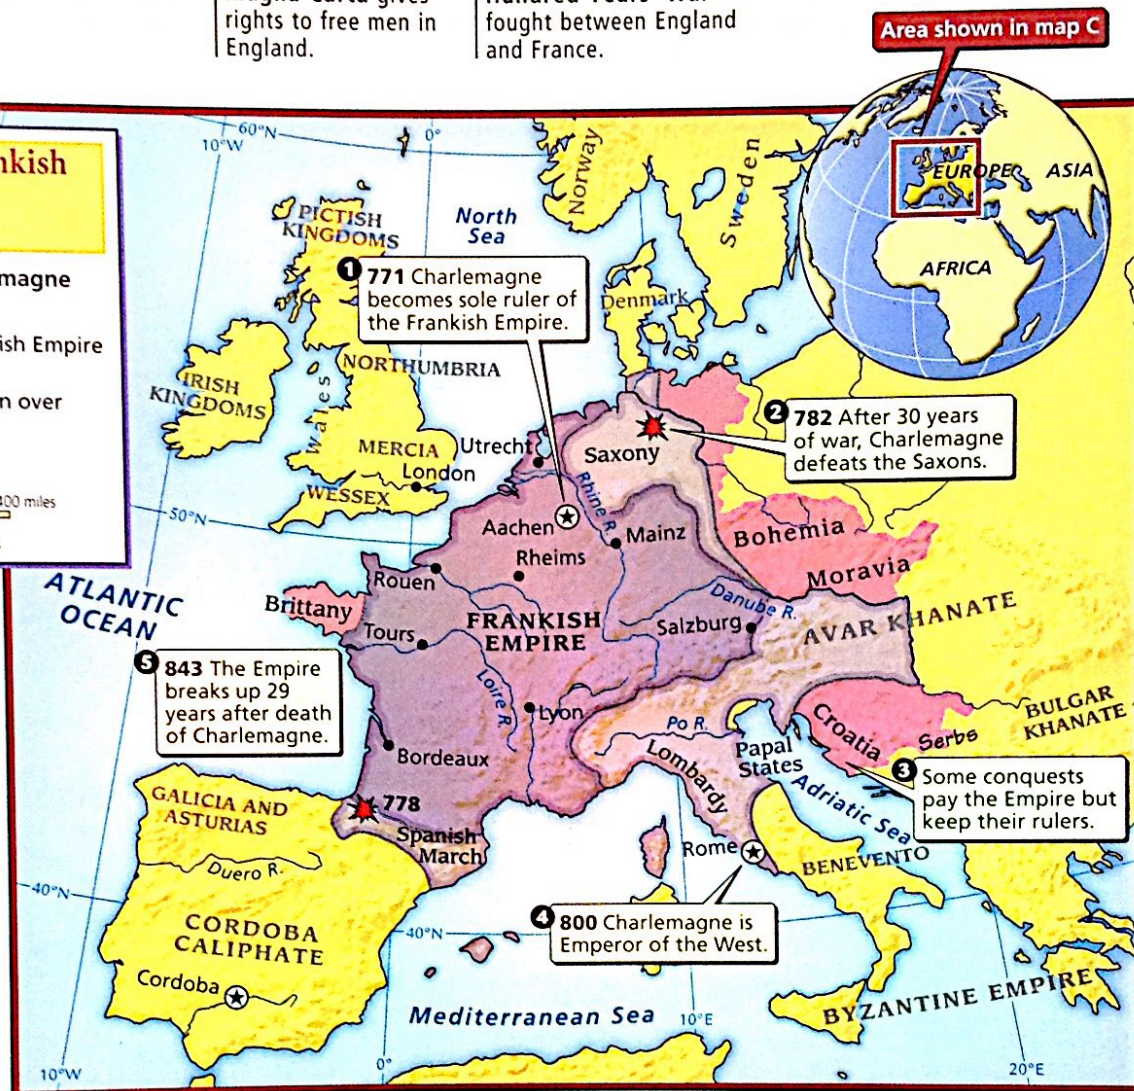 rights to free men in
England.
fought between England
and France.
Area shown in map C
EUROPE
ASIA
AFRICA
60°N
10°W
0°
Norway
Sweden
PICTISH
KINGDOMS
North
Sea
1 771 Charlemagne
becomes sole ruler of
the Frankish Empire.
Denmark
NORTHUMBRIA
IRISH
KINGDOMS
Wales
MERCIA
London
WESSEX
Utrecht
Saxony
2 782 After 30 years
of war, Charlemagne
defeats the Saxons.
400 miles
50°N
Rhine R.
Aachen
Mainz
Rheims
Bohemia
Moravia
ATLANTIC
OCEAN
Rouen
Brittany
Tours
FRANKISH
EMPIRE
Danube R.
Salzburg
AVAR KHANATE
5 843 The Empire
breaks up 29
years after death
of Charlemagne.
Loire R.
Lyon
Po R.
Lombardy
Papal
States
Croatia
Serbs
BULGAR
KHANATE
Bordeaux
3 Some conquests
pay the Empire but
keep their rulers.
Adriatic Sea
GALICIA AND
ASTURIAS
778
Spanish
March
Duero R.
Rome
BENEVENTO
40°N
CORDOBA
CALIPHATE
40°N
4 800 Charlemagne is
Emperor of the West.
Cordoba
Mediterranean Sea
10°E
BYZANTINE EMPIRE
10°W
0°
20°E